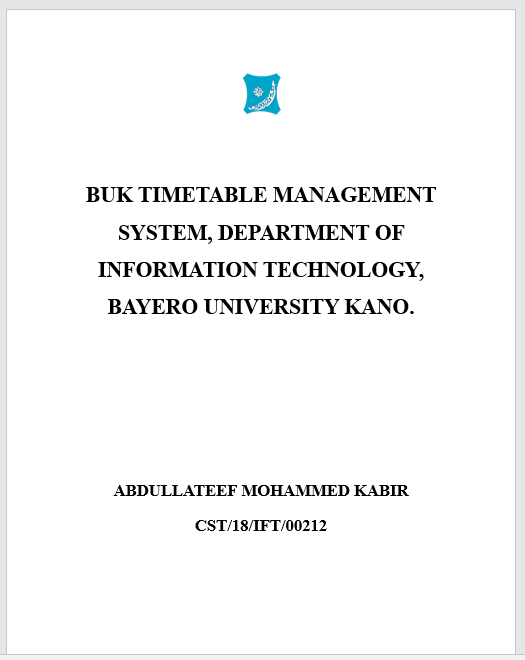 BUK TIMETABLE MANAGEMENT
SYSTEM, DEPARTMENT OF
INFORMATION TECHNOLOGY,
BAYERO UNIVERSITY KANO.
ABDULLATEEF MOHAMMED KABIR
CST/18/IFT/00212